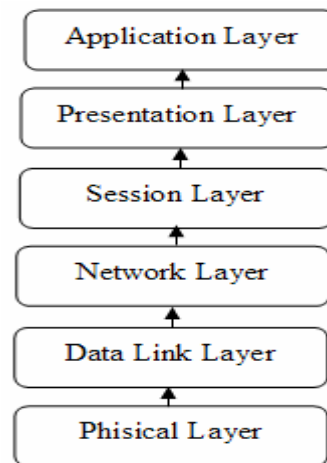 Application Layer
Presentation Layer
Session Layer
Network Layer
Data Link Layer
Phisical Layer